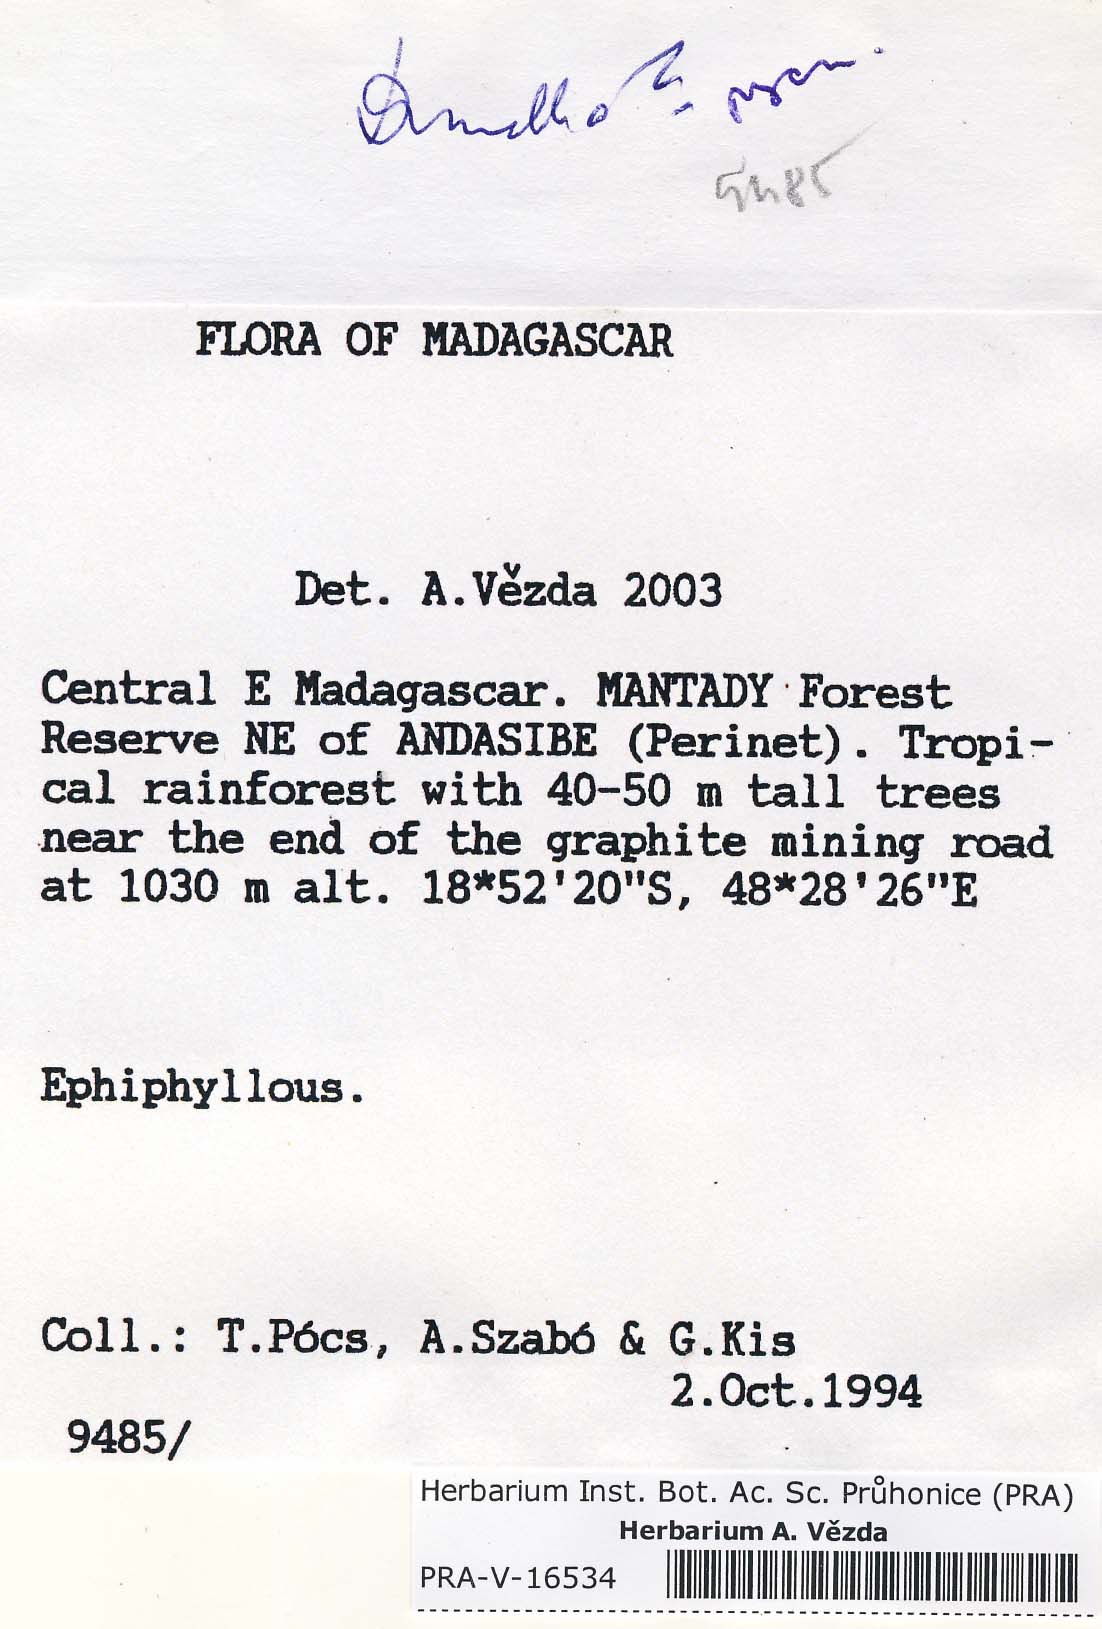 FLORA OF MADAGASCAR
Det. A.Vězda 2003
Central E Madagascar. MANTADY Forest
Reserve NE of ANDASIBE (Perinet). Tropi-
cal rainforest with 40-50 m tall trees
near the end of the graphite mining road
at 1030 m alt. 18*52'20"S, 48*28'26"E
Ephiphyllous.
Coll.: T.Pócs, A.Szabó & G.Kis
2.Oct.1994
9485/
Herbarium Inst. Bot. Ac. Sc. Průhonice (PRA)
Herbarium A. Vězda
PRA-V-16534